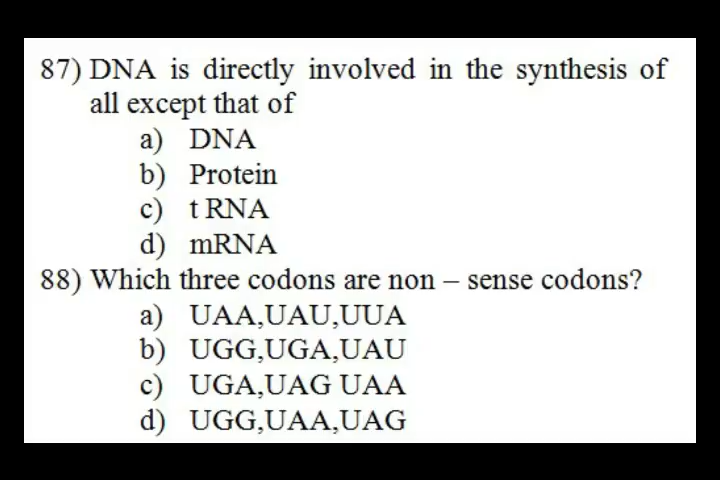 87) DNA is directly involved in the synthesis of
all except that of
a) DNA
b) Protein
c) t RNA
d) mRNA
88) Which three codons are non – sense codons?
a) UAA,UAU,UUA
b) UGG,UGA,UAU
c) UGA,UAG UAA
d) UGG,UAA,UAG